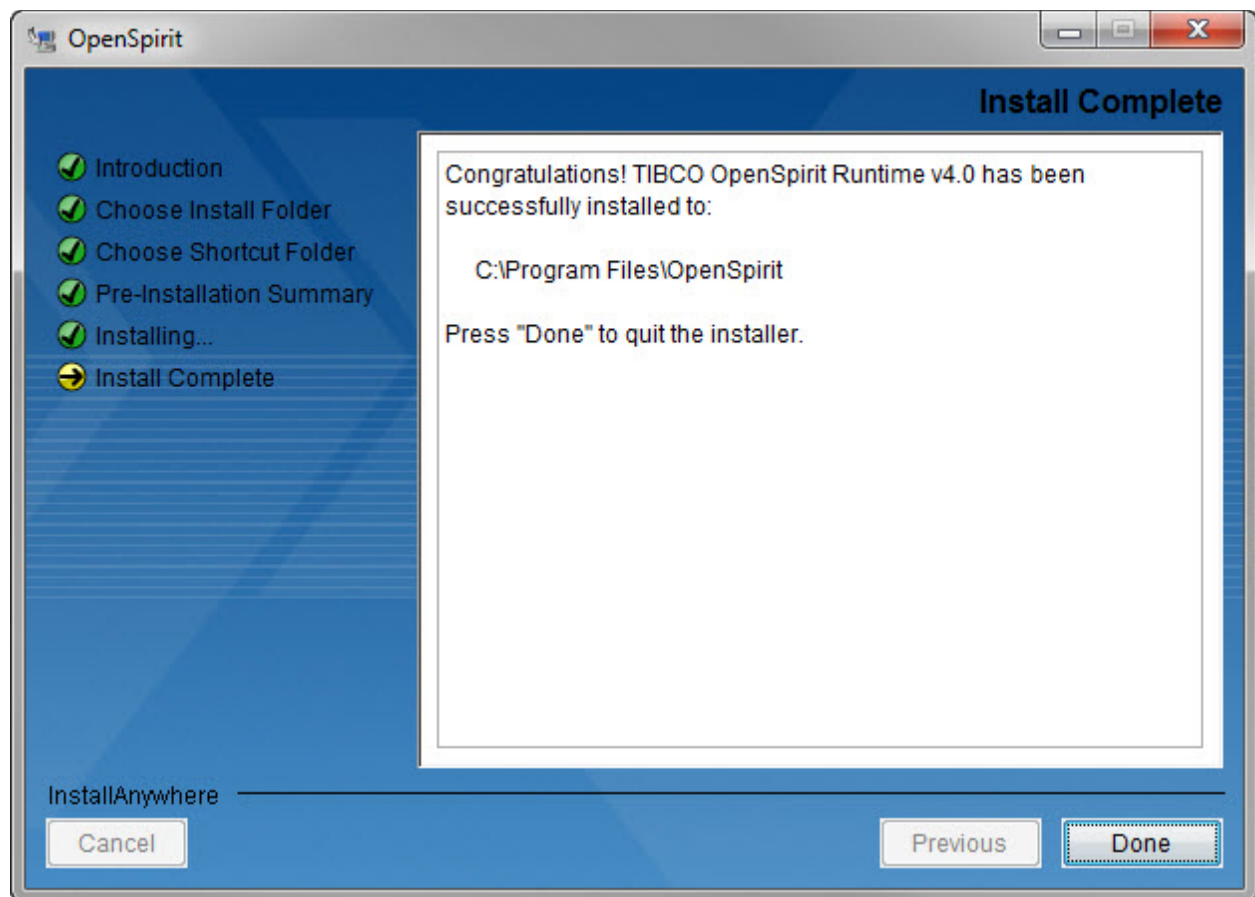 OpenSpirit
Install Complete
Introduction
Choose Install Folder
Choose Shortcut Folder
Pre-Installation Summary
Installing...
Install Complete
Congratulations! TIBCO OpenSpirit Runtime v4.0 has been
successfully installed to:
C:\Program Files\OpenSpirit
Press "Done" to quit the installer.
InstallAnywhere
Cancel
Previous
Done